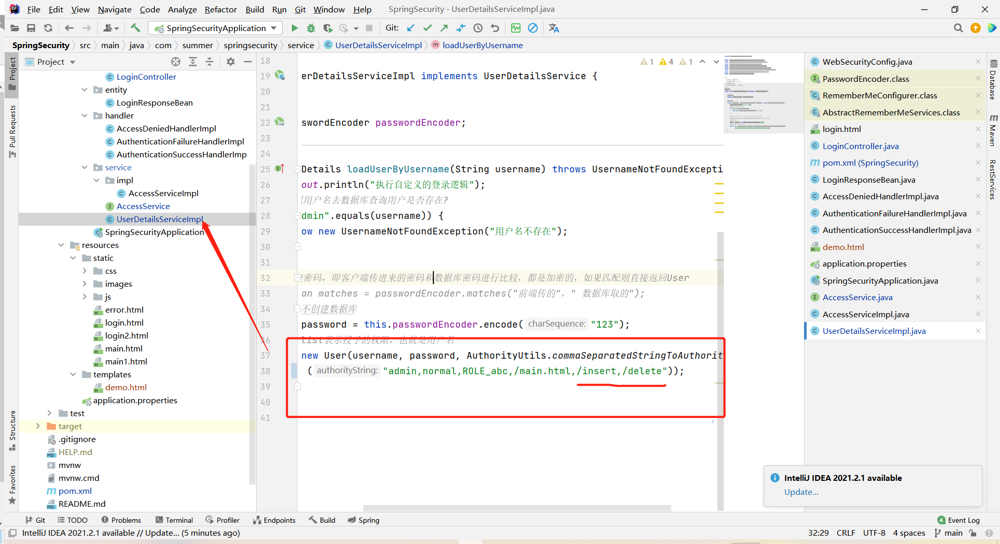 File Edit View Navigate Code Analyze Refactor Build Run Git Window Help SpringSecurity - UserDetailsServiceImpl.java
SpringSecurityApplication Git:
SpringSecurity src main java com summer springsecurity service UserDetailsServiceImpl loadUserByUsername
Project
LoginController
entity
LoginResponseBean
handler
AccessDeniedHandlerImpl
AuthenticationFailureHandlerImpl
AuthenticationSuccessHandlerImp
service
impl
AccessServiceImpl
AccessService
UserDetailsServiceImpl
SpringSecurityApplication
resources
static
css
images
js
error.html
login.html
login2.html
main.html
main1.html
templates
demo.html
application.properties
test
target
.gitignore
HELP.md
mvnw
mvnw.cmd
pom.xml
README.md
Project
Pull Requests
Structure
Favorites
1 4 1
18
19 erDetailsServiceImpl implements UserDetailsService {
20
21
22 swordEncoder passwordEncoder;
23
24
25 Details loadUserByUsername(String username) throws UsernameNotFoundExcepti
26 out.println("执行自定义的登录逻辑");
27 用户名去数据库查询用户是否存在?
28 dmin".equals(username)) {
29 ow new UsernameNotFoundException("用户名不存在");
30
31
32 密码，即客户端传进来的密码和数据库密码进行比较，都是加密的，如果匹配则直接返回User
33 an matches = passwordEncoder.matches("前端传的"," 数据库取的");
34 不创建数据库
35 password = this.passwordEncoder.encode( charSequence: "123");
36 list表示授予的权限，也就是用户名
37 new User(username, password, AuthorityUtils.commaSeparatedStringToAuthorit
38 ( authorityString: "admin,normal,ROLE_abc,/main.html,/insert,/delete"));
39
40
41
WebSecurityConfig.java
PasswordEncoder.class
RememberMeConfigurer.class
AbstractRememberMeServices.class
login.html
LoginController.java
pom.xml (SpringSecurity)
LoginResponseBean.java
AccessDeniedHandlerImpl.java
AuthenticationFailureHandlerImpl.java
AuthenticationSuccessHandlerImpl.java
demo.html
application.properties
SpringSecurityApplication.java
AccessService.java
AccessServiceImpl.java
UserDetailsServiceImpl.java
Database
Maven
RestServices
IntelliJ IDEA 2021.2.1 available
Update...
Git TODO Problems Terminal Profiler Endpoints Build Spring 4 Event Log
IntelliJ IDEA 2021.2.1 available // Update... (5 minutes ago) 32:29 CRLF UTF-8 4 spaces main